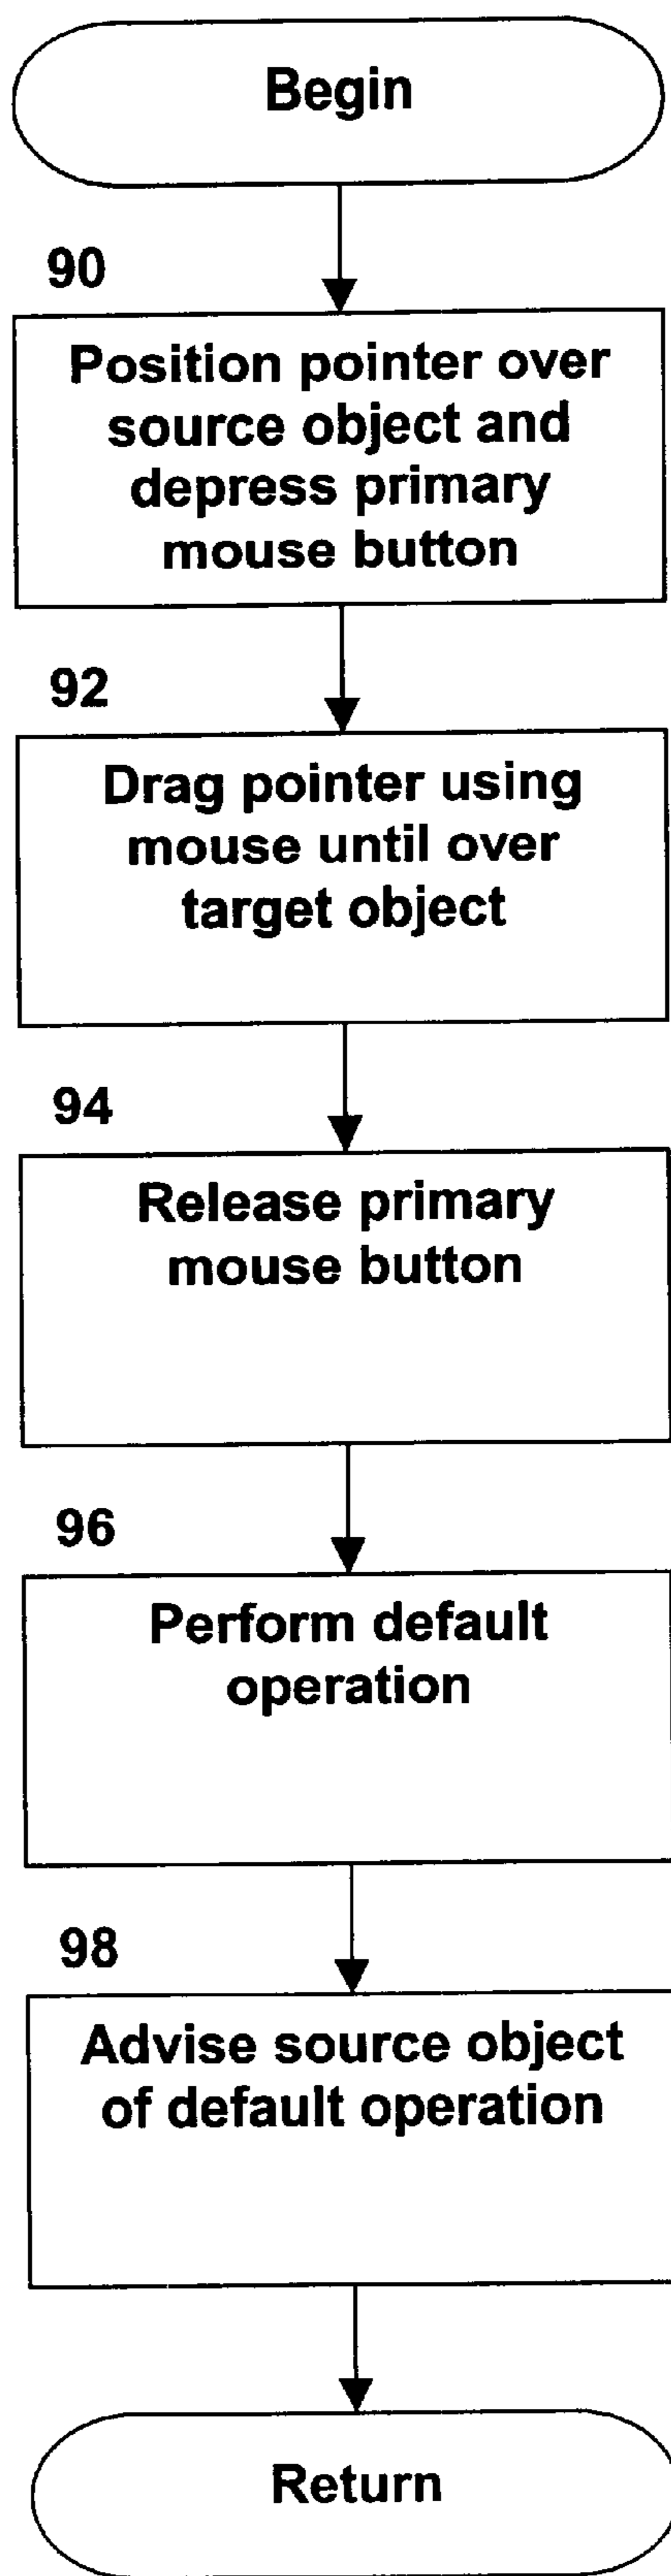 Begin
90
Position pointer over
source object and
depress primary
mouse button
92
Drag pointer using
mouse until over
target object
94
Release primary
mouse button
96
Perform default
operation
98
Advise source object
of default operation
Return